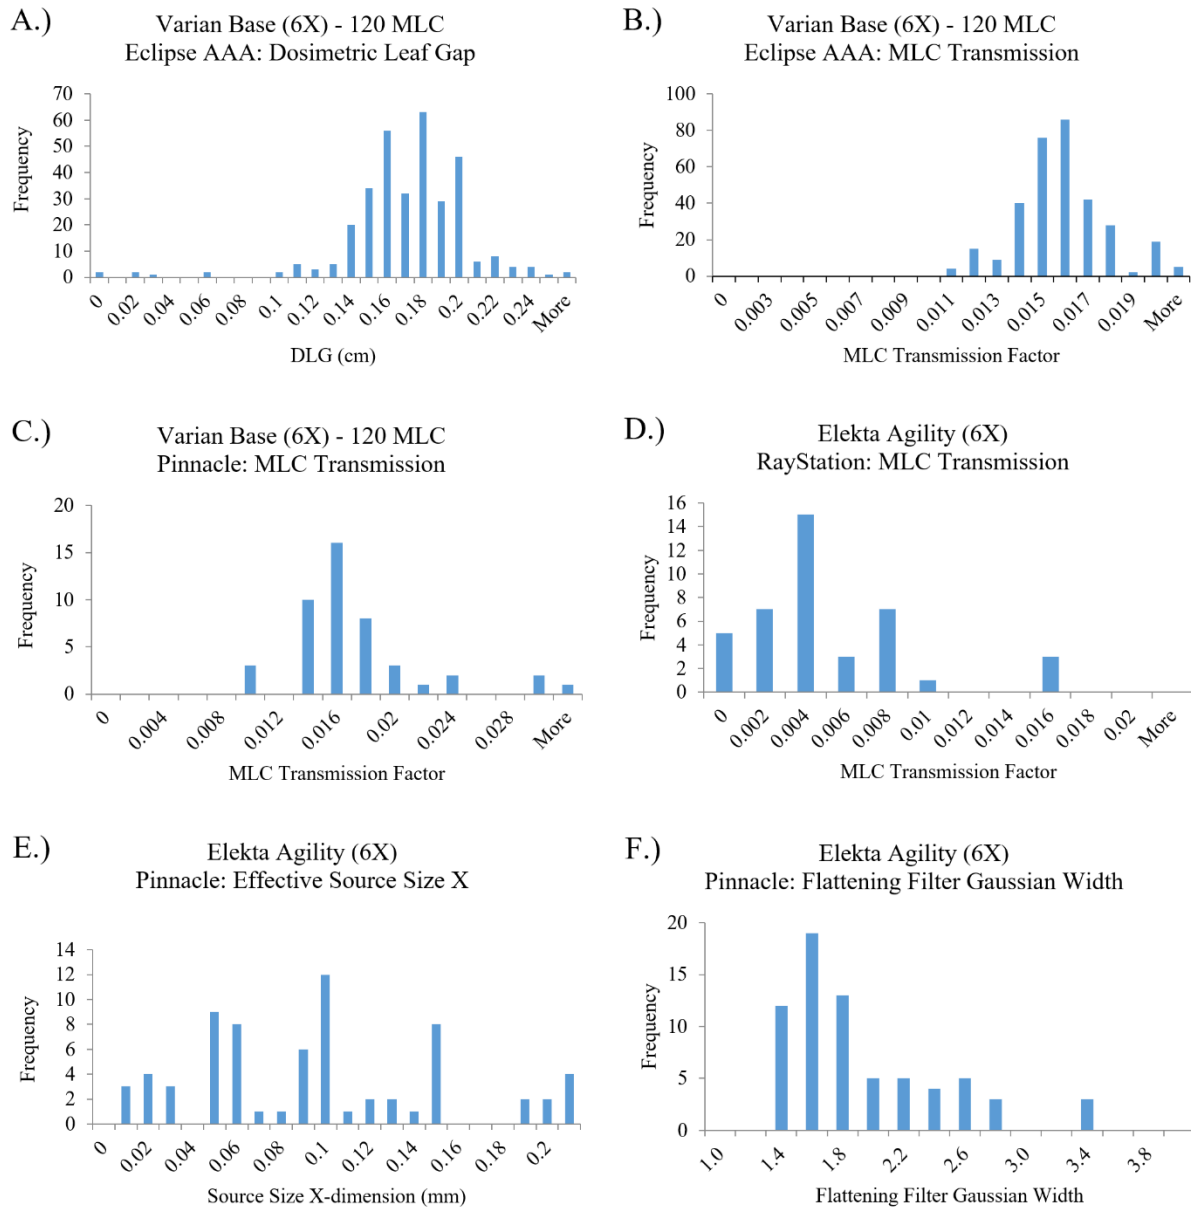 A.)
Varian Base (6X) - 120 MLC
Eclipse AAA: Dosimetric Leaf Gap
70
60
50
40
30
20
10
0
Frequency
0 0.02 0.04 0.06 0.08 0.1 0.12 0.14 0.16 0.18 0.2 0.22 0.24 More
DLG (cm)
B.)
Varian Base (6X) - 120 MLC
Eclipse AAA: MLC Transmission
100
80
60
40
20
0
Frequency
0 0.003 0.005 0.007 0.009 0.011 0.013 0.015 0.017 0.019 More
MLC Transmission Factor
C.)
Varian Base (6X) - 120 MLC
Pinnacle: MLC Transmission
20
15
10
5
0
Frequency
0 0.004 0.008 0.012 0.016 0.02 0.024 0.028 More
MLC Transmission Factor
D.)
Elekta Agility (6X)
RayStation: MLC Transmission
16
14
12
10
8
6
4
2
0
Frequency
0 0.002 0.004 0.006 0.008 0.01 0.012 0.014 0.016 0.018 0.02 More
MLC Transmission Factor
E.)
Elekta Agility (6X)
Pinnacle: Effective Source Size X
14
12
10
8
6
4
2
0
Frequency
0 0.02 0.04 0.06 0.08 0.1 0.12 0.14 0.16 0.18 0.2
Source Size X-dimension (mm)
F.)
Elekta Agility (6X)
Pinnacle: Flattening Filter Gaussian Width
20
15
10
5
0
Frequency
1.0 1.4 1.8 2.2 2.6 3.0 3.4 3.8
Flattening Filter Gaussian Width